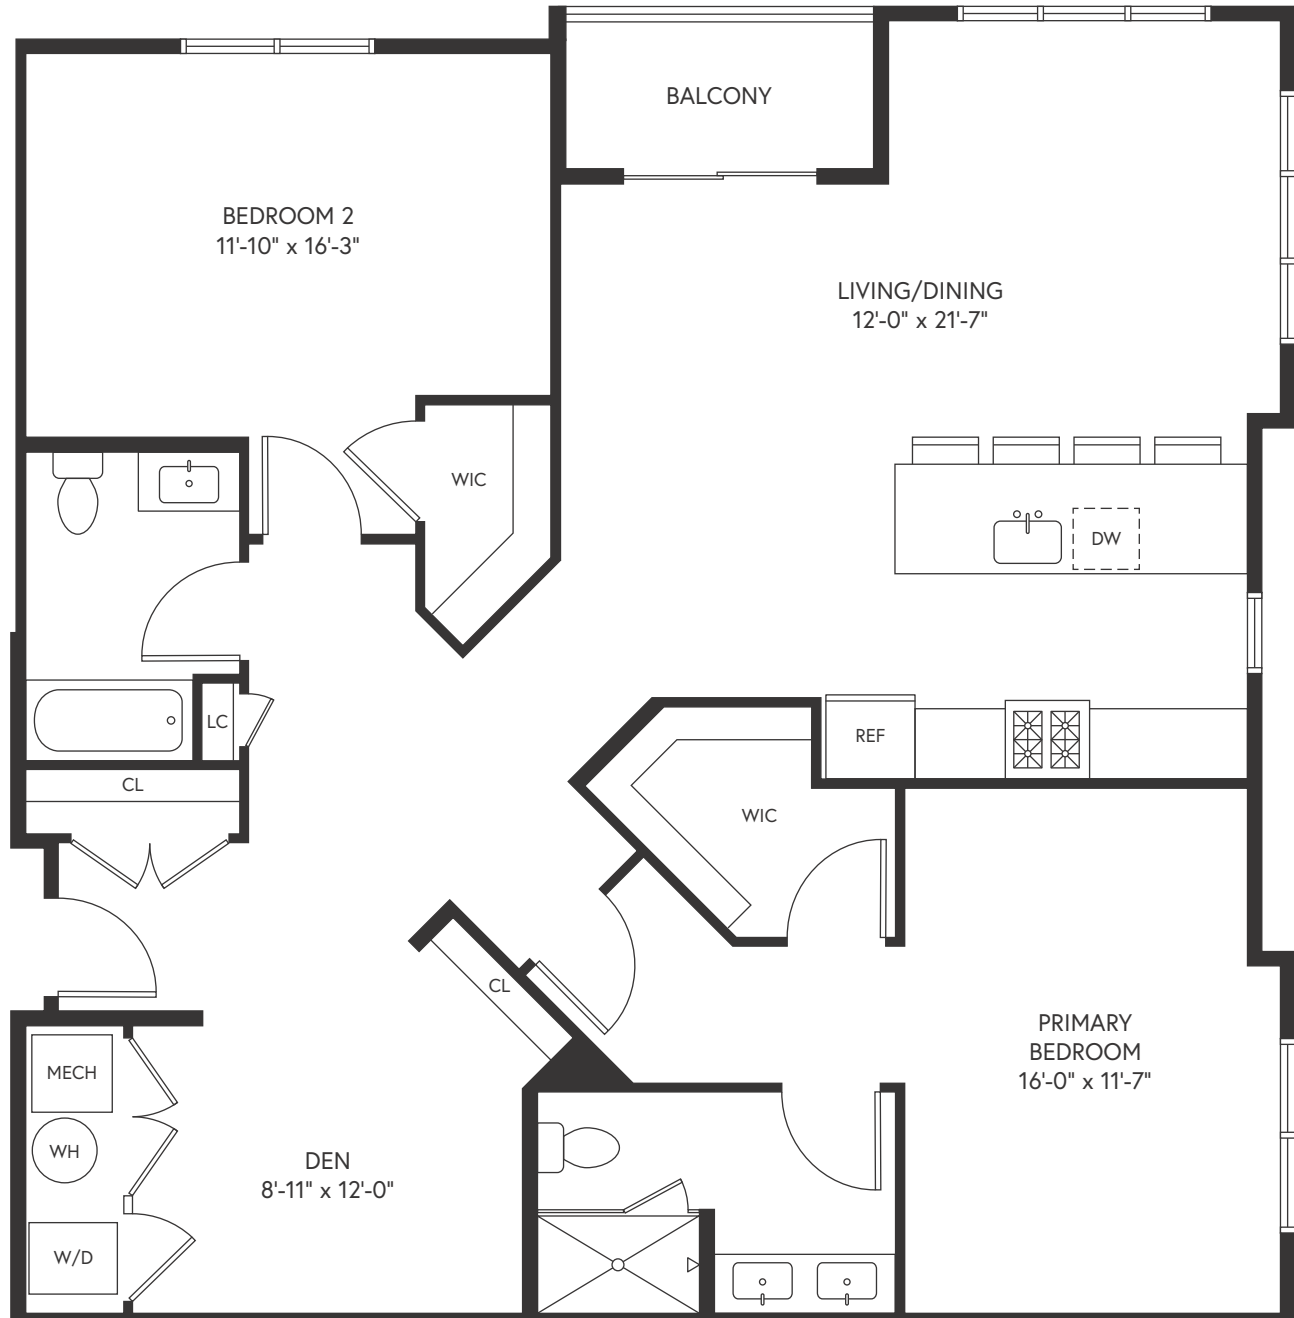 BALCONY
BEDROOM 2
11'-10" x 16'-3"
LIVING/DINING
12'-0" x 21'-7"
WIC
DW
LC
REF
CL
WIC
CL
PRIMARY
BEDROOM
16'-0" x 11'-7"
MECH
WH
DEN
8'-11" x 12'-0"
W/D